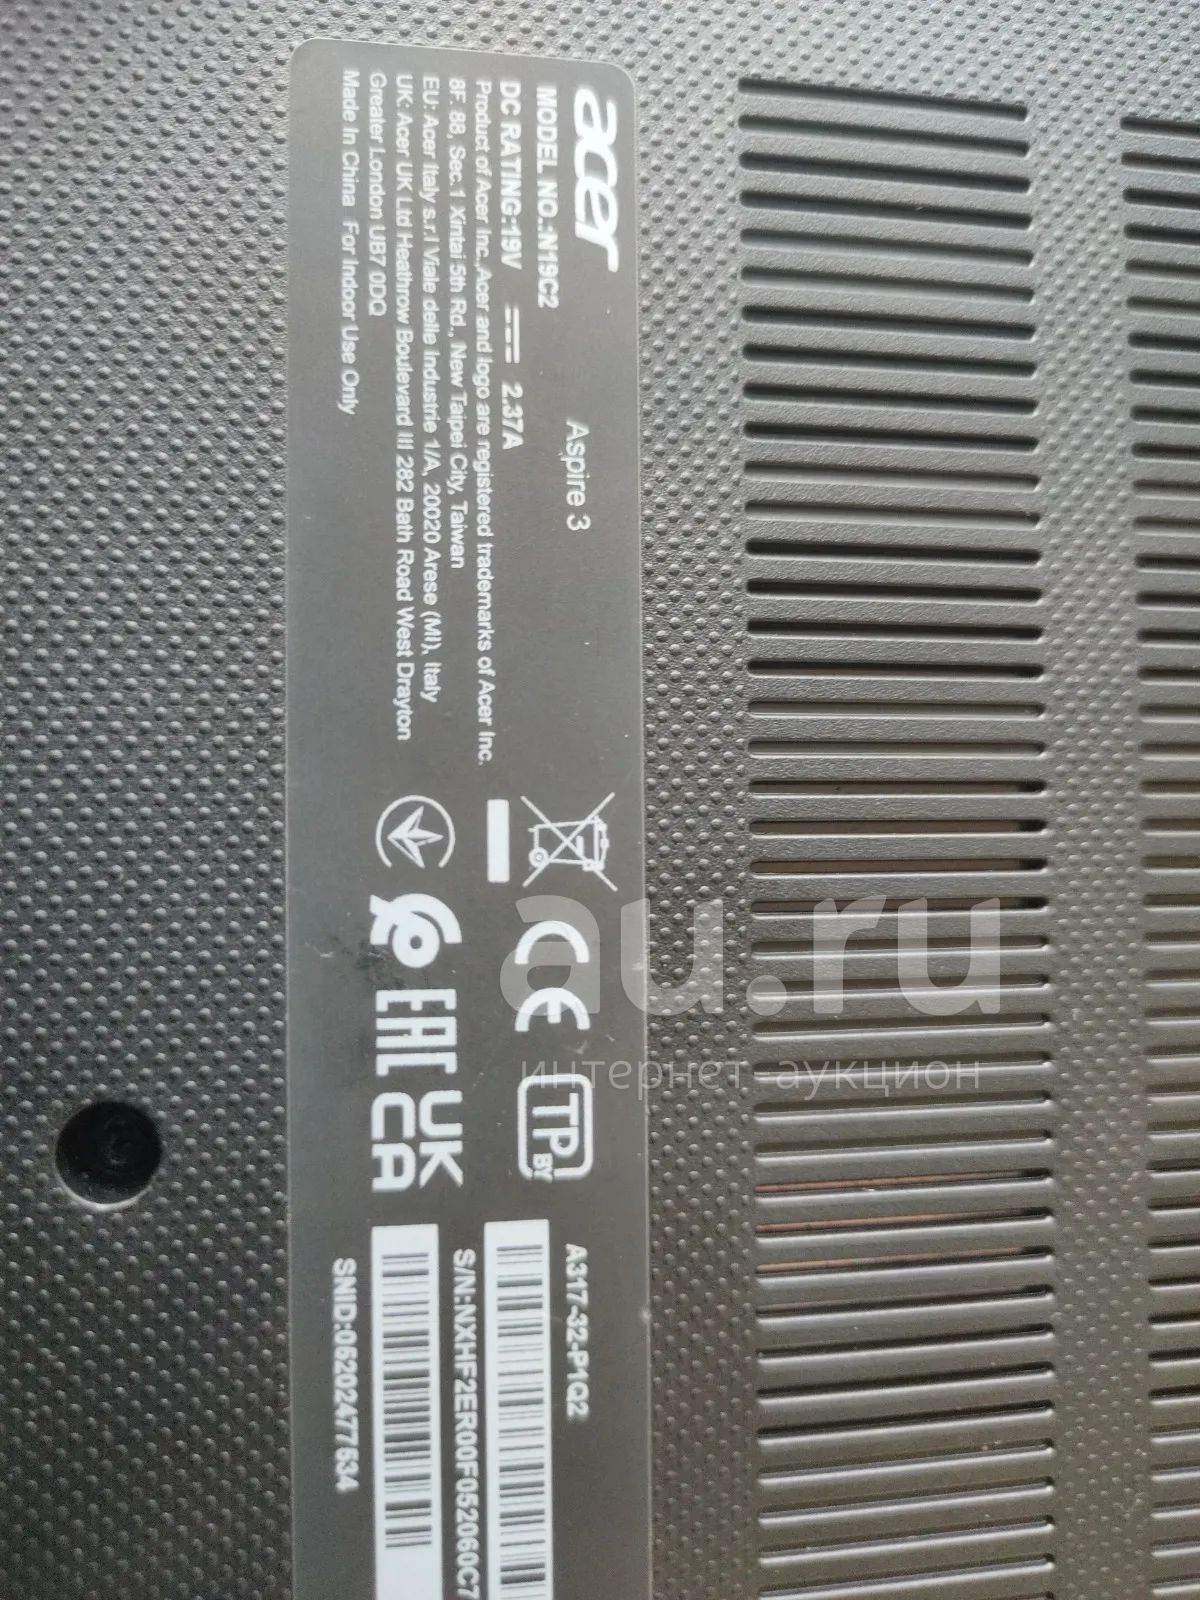 acer
Aspire 3
MODEL NO.:N19C2
DC RATING:19V 2.37A
Product of Acer Inc. Acer and logo are registered trademarks of Acer Inc.
8F. 88, Sec.1 Xintai 5th Rd., New Taipei City, Taiwan
EU: Acer Italy s.r.l Viale delle Industrie 1/A, 20020 Arese (MI), Italy
UK: Acer UK Ltd Heathrow Boulevard III 282 Bath Road West Drayton
Greater London UB7 0DQ
Made In China For Indoor Use Only
CE
TP
BY
EAC
UK
CA
A317-32-P1Q2
S/N:NXHF2ER00F052060C7
SNID:06202477634
au.ru
интернет аукцион